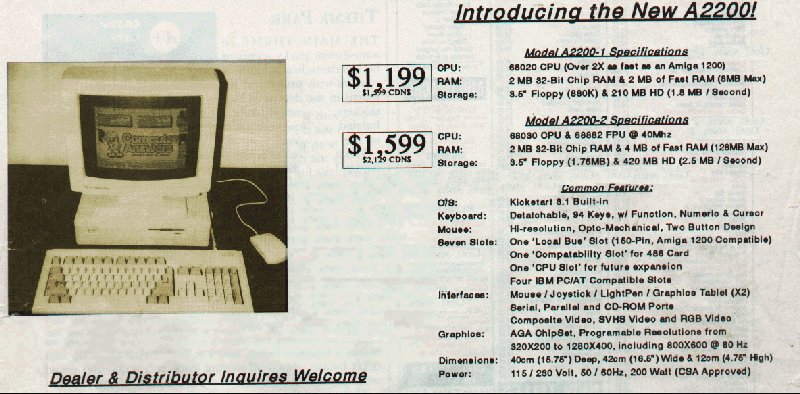 Introducing the New A2200!
Model A2200-1 Specifications
$1,199
$1,599 CDN$
CPU: 68020 CPU (Over 2X as fast as an Amiga 1200)
RAM: 2 MB 32-Bit Chip RAM & 2 MB of Fast RAM (8MB Max)
Storage: 3.5" Floppy (880K) & 210 MB HD (1.8 MB / Second)
Model A2200-2 Specifications
$1,599
$2,129 CDN$
CPU: 68030 CPU & 68882 FPU @ 40Mhz
RAM: 2 MB 32-Bit Chip RAM & 4 MB of Fast RAM (128MB Max)
Storage: 3.5" Floppy (1.76MB) & 420 MB HD (2.5 MB / Second)
Common Features:
O/S: Kickstart 3.1 Built-in
Keyboard: Detatchable, 94 Keys, w/ Function, Numeric & Cursor
Mouse: Hi-resolution, Opto-Mechanical, Two Button Design
Seven Slots: One 'Local Bus' Slot (150-Pin, Amiga 1200 Compatible)
One 'Compatability Slot' for 486 Card
One 'CPU Slot' for future expansion
Four IBM PC/AT Compatible Slots
Interfaces: Mouse / Joystick / LightPen / Graphics Tablet (X2)
Serial, Parallel and CD-ROM Ports
Composite Video, SVHS Video and RGB Video
Graphics: AGA ChipSet, Programable Resolutions from
320X200 to 1280X400, including 800X600 @ 60 Hz
Dimensions: 40cm (15.75") Deep, 42cm (16.5") Wide & 12cm (4.75" High)
Power: 115 / 230 Volt, 50 / 60Hz, 200 Watt (CSA Approved)
Dealer & Distributor Inquires Welcome